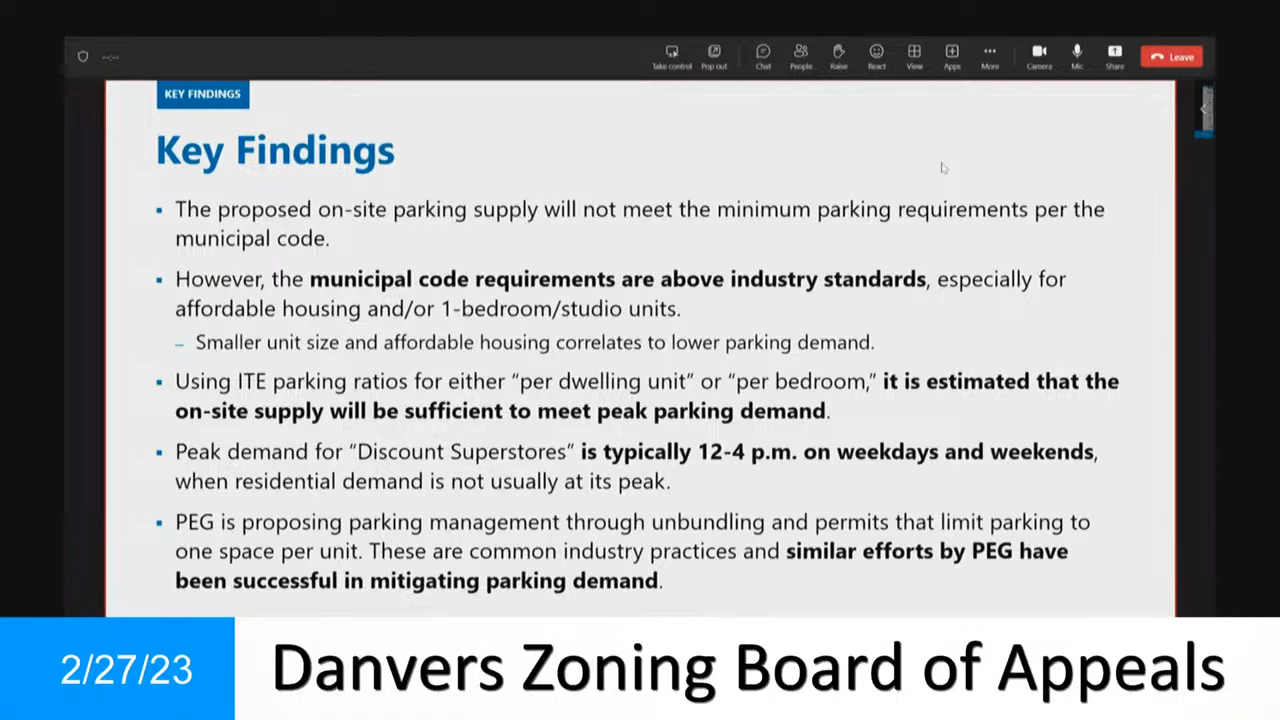 --:--
Take control Pop out Chat People Raise React View Apps More Camera Mic Share Leave
KEY FINDINGS
Key Findings
▪ The proposed on-site parking supply will not meet the minimum parking requirements per the
municipal code.
▪ However, the municipal code requirements are above industry standards, especially for
affordable housing and/or 1-bedroom/studio units.
– Smaller unit size and affordable housing correlates to lower parking demand.
▪ Using ITE parking ratios for either “per dwelling unit” or “per bedroom,” it is estimated that the
on-site supply will be sufficient to meet peak parking demand.
▪ Peak demand for “Discount Superstores” is typically 12-4 p.m. on weekdays and weekends,
when residential demand is not usually at its peak.
▪ PEG is proposing parking management through unbundling and permits that limit parking to
one space per unit. These are common industry practices and similar efforts by PEG have
been successful in mitigating parking demand.
2/27/23
Danvers Zoning Board of Appeals